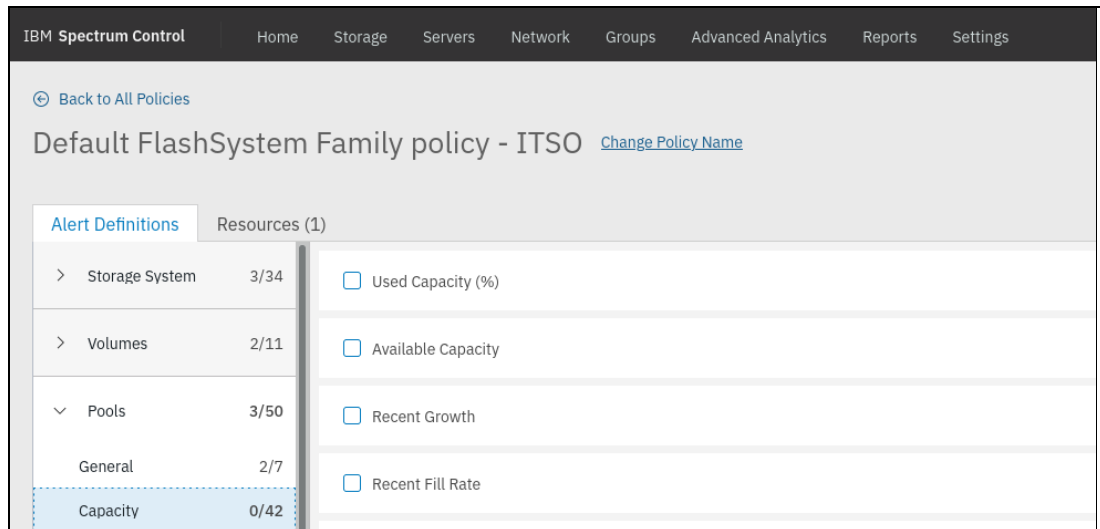 IBM Spectrum Control Home Storage Servers Network Groups Advanced Analytics Reports Settings
Back to All Policies
Default FlashSystem Family policy - ITSO Change Policy Name
Alert Definitions Resources (1)
Storage System 3/34
Used Capacity (%)
Volumes 2/11
Available Capacity
Pools 3/50
Recent Growth
General 2/7
Recent Fill Rate
Capacity 0/42